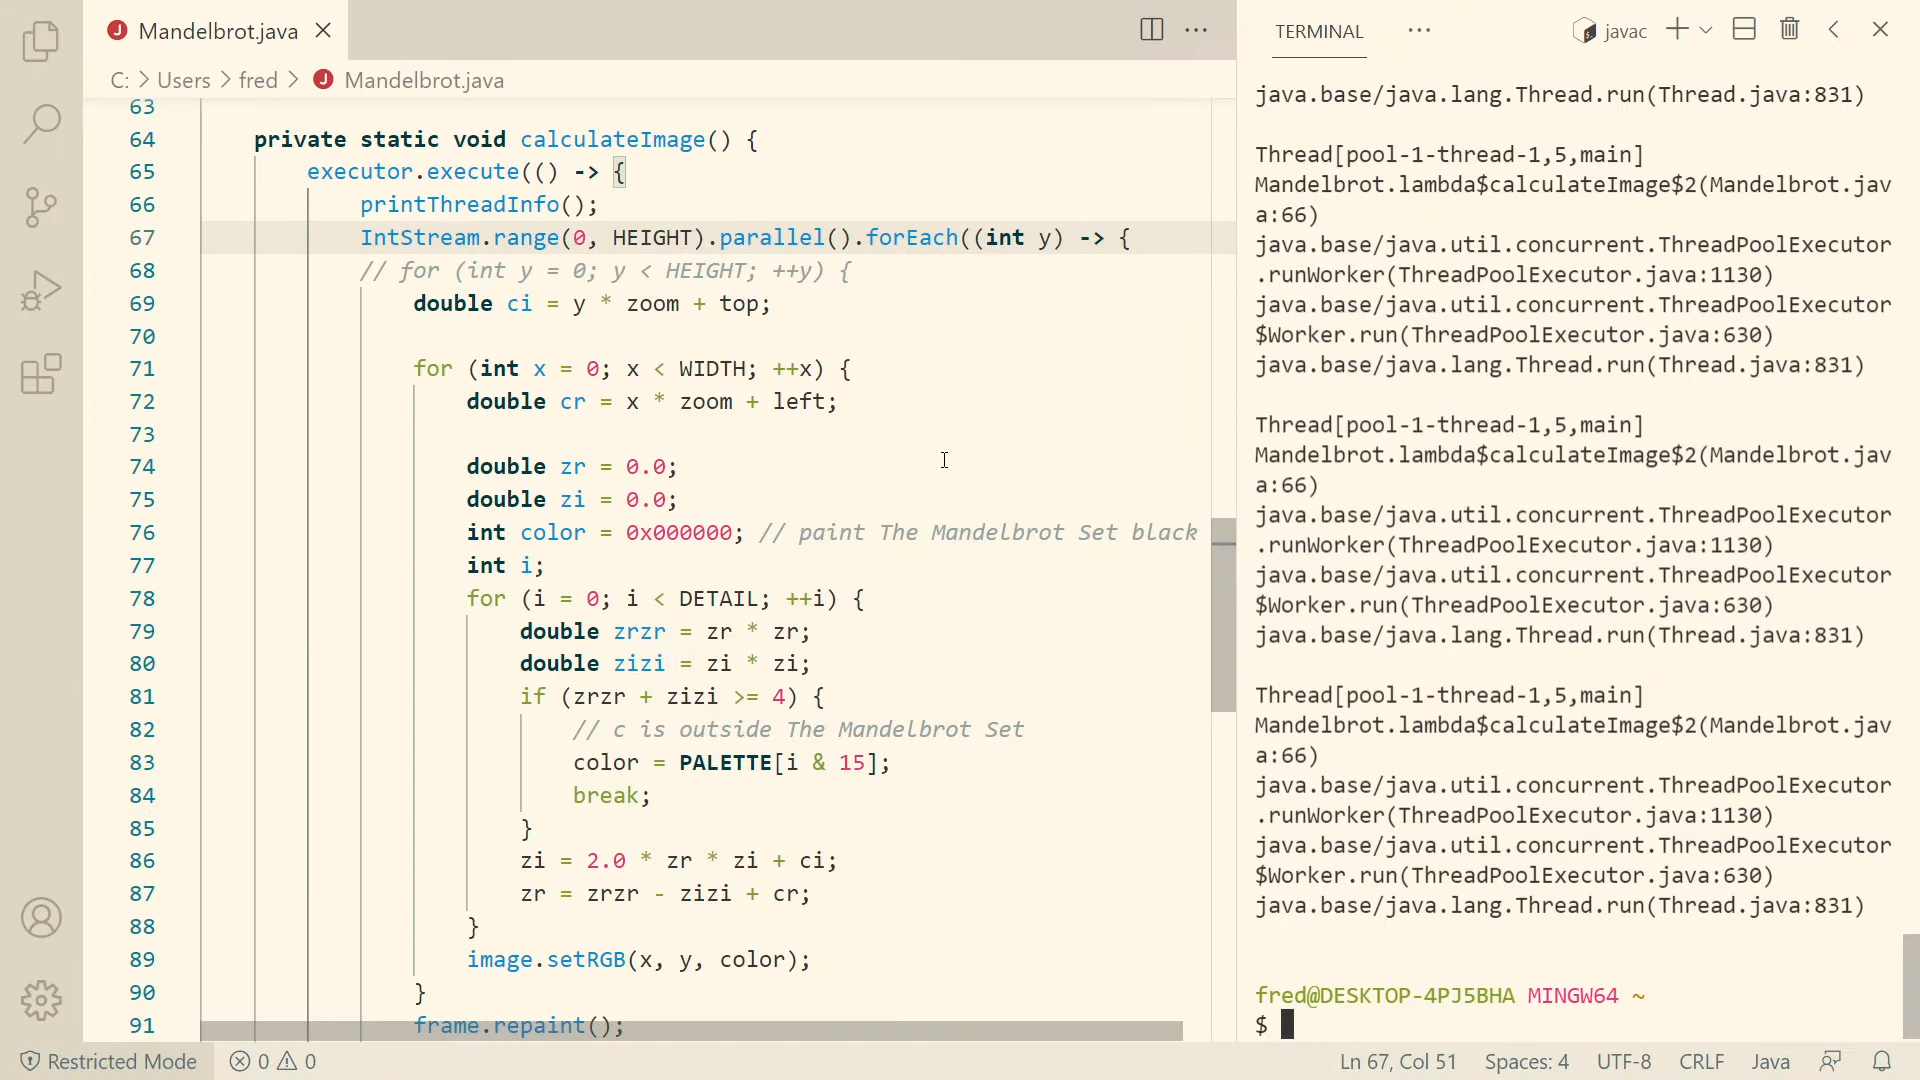 Mandelbrot.java
C: > Users > fred > Mandelbrot.java
63
64 private static void calculateImage() {
65 executor.execute(() -> {
66 printThreadInfo();
67 IntStream.range(0, HEIGHT).parallel().forEach((int y) -> {
68 // for (int y = 0; y < HEIGHT; ++y) {
69 double ci = y * zoom + top;
70
71 for (int x = 0; x < WIDTH; ++x) {
72 double cr = x * zoom + left;
73
74 double zr = 0.0;
75 double zi = 0.0;
76 int color = 0x000000; // paint The Mandelbrot Set black
77 int i;
78 for (i = 0; i < DETAIL; ++i) {
79 double zrzr = zr * zr;
80 double zizi = zi * zi;
81 if (zrzr + zizi >= 4) {
82 // c is outside The Mandelbrot Set
83 color = PALETTE[i & 15];
84 break;
85 }
86 zi = 2.0 * zr * zi + ci;
87 zr = zrzr - zizi + cr;
88 }
89 image.setRGB(x, y, color);
90 }
91 frame.repaint();
TERMINAL
javac
java.base/java.lang.Thread.run(Thread.java:831)
Thread[pool-1-thread-1,5,main]
Mandelbrot.lambda$calculateImage$2(Mandelbrot.jav
a:66)
java.base/java.util.concurrent.ThreadPoolExecutor
.runWorker(ThreadPoolExecutor.java:1130)
java.base/java.util.concurrent.ThreadPoolExecutor
$Worker.run(ThreadPoolExecutor.java:630)
java.base/java.lang.Thread.run(Thread.java:831)
Thread[pool-1-thread-1,5,main]
Mandelbrot.lambda$calculateImage$2(Mandelbrot.jav
a:66)
java.base/java.util.concurrent.ThreadPoolExecutor
.runWorker(ThreadPoolExecutor.java:1130)
java.base/java.util.concurrent.ThreadPoolExecutor
$Worker.run(ThreadPoolExecutor.java:630)
java.base/java.lang.Thread.run(Thread.java:831)
Thread[pool-1-thread-1,5,main]
Mandelbrot.lambda$calculateImage$2(Mandelbrot.jav
a:66)
java.base/java.util.concurrent.ThreadPoolExecutor
.runWorker(ThreadPoolExecutor.java:1130)
java.base/java.util.concurrent.ThreadPoolExecutor
$Worker.run(ThreadPoolExecutor.java:630)
java.base/java.lang.Thread.run(Thread.java:831)
fred@DESKTOP-4PJ5BHA MINGW64 ~
$
Restricted Mode 0 0 Ln 67, Col 51 Spaces: 4 UTF-8 CRLF Java